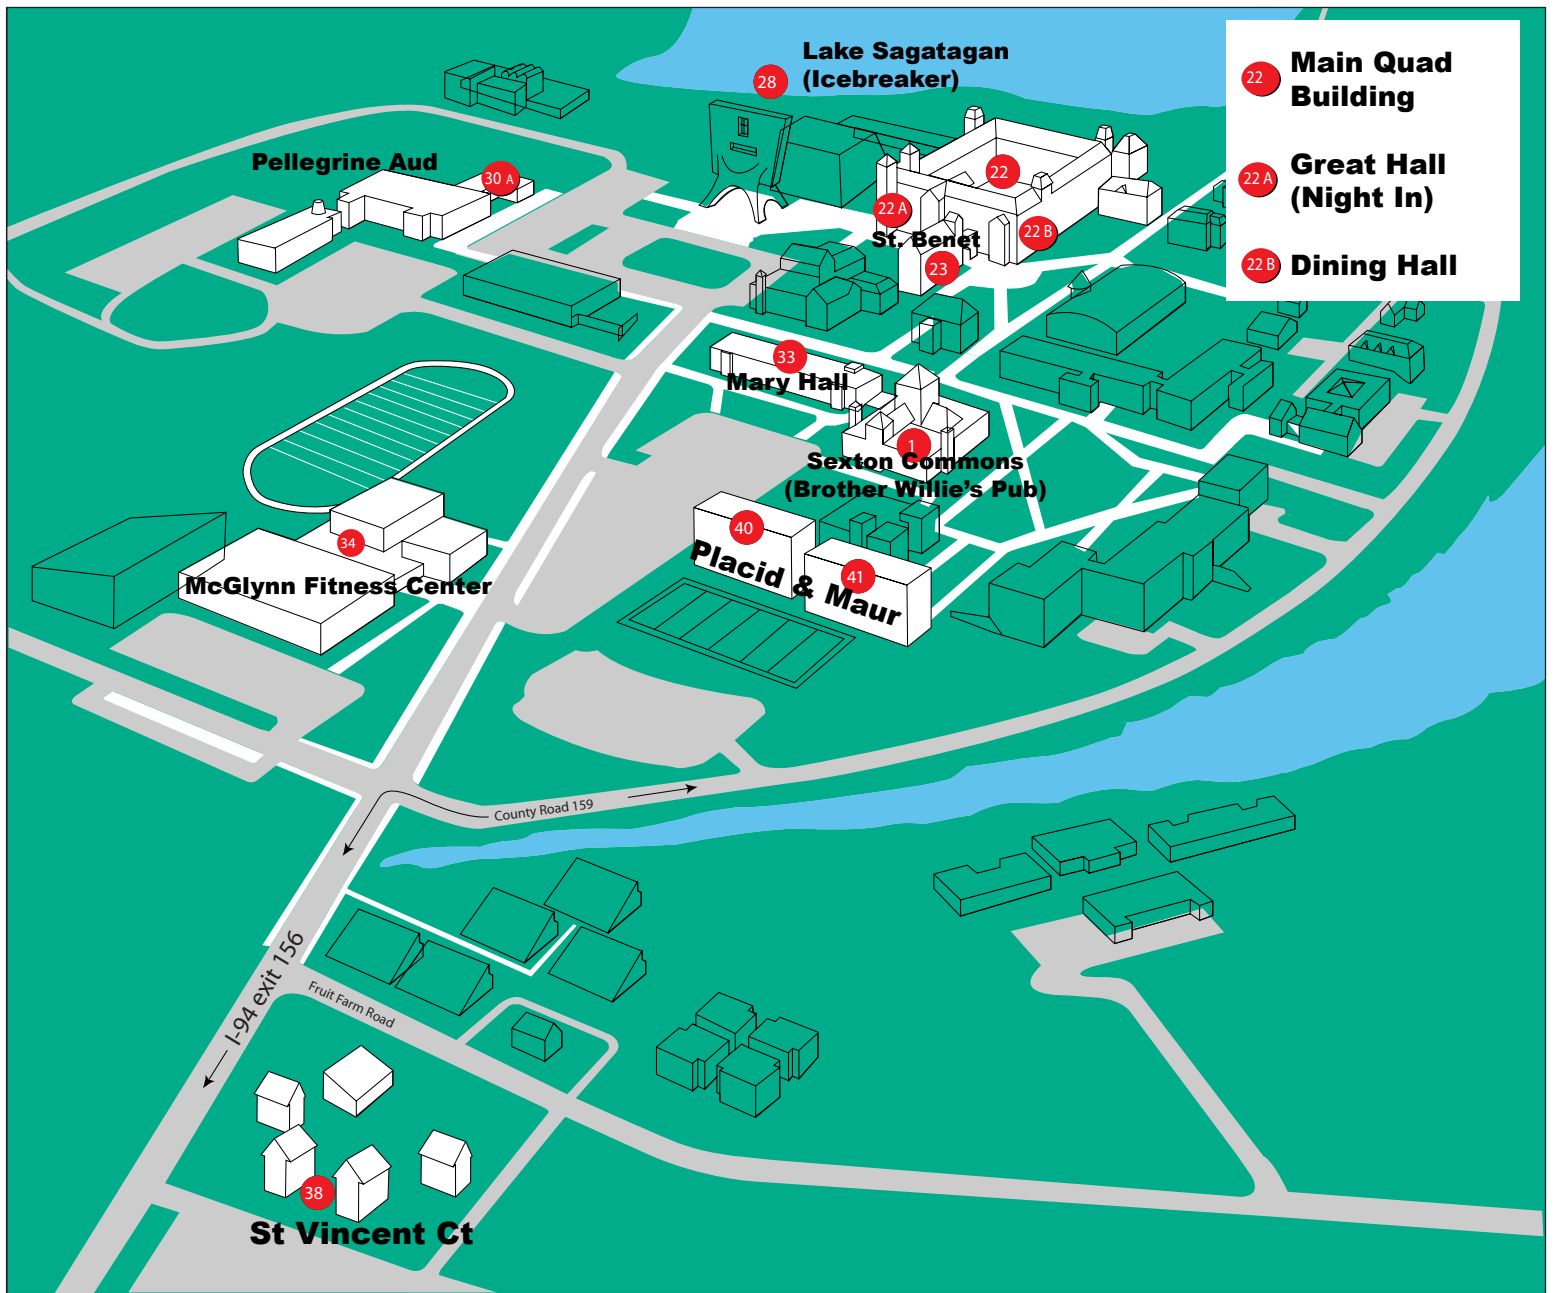 Lake Sagatagan
28
(Icebreaker)
22
Main Quad
Building
22 A
Great Hall
(Night In)
22 B
Dining Hall
Pellegrine Aud
30 A
22
22 A
22 B
St. Benet
23
33
Mary Hall
1
Sexton Commons
(Brother Willie's Pub)
40
Placid & Maur
41
34
McGlynn Fitness Center
County Road 159
I-94 exit 156
Fruit Farm Road
38
St Vincent Ct